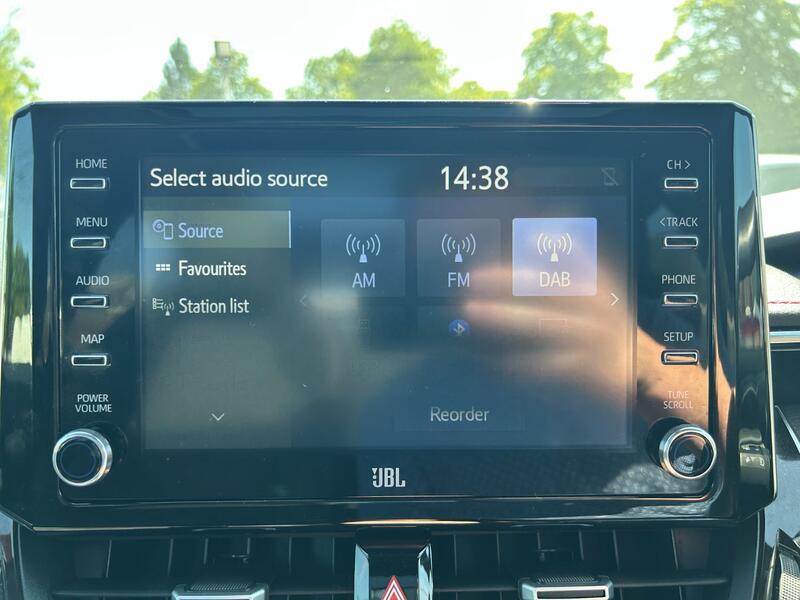 HOME
MENU
AUDIO
MAP
POWER
VOLUME
Select audio source 14:38
Source
Favourites
Station list
AM FM DAB
Reorder
CH >
< TRACK
PHONE
SETUP
TUNE
SCROLL
JBL